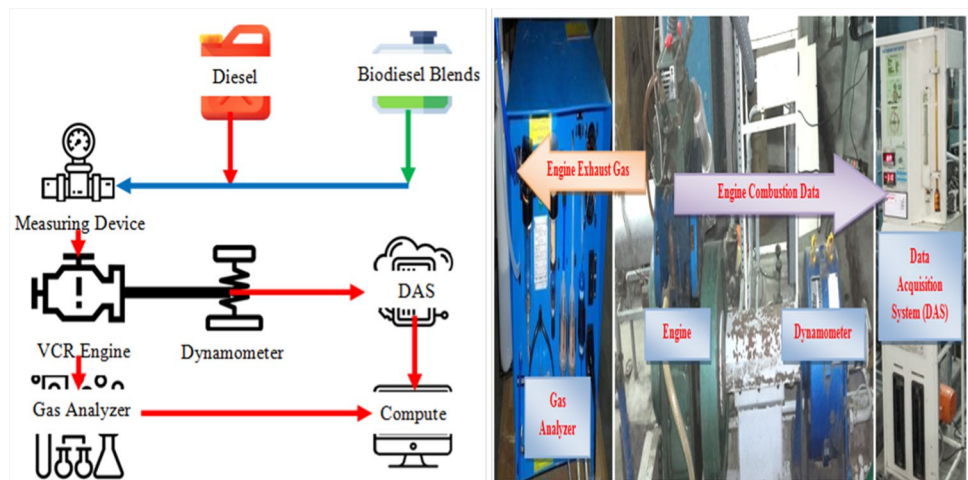 Diesel
Biodesel Blends
Measuring Device
VCR Engine
Dynamometer
DAS
Gas Analyzer
Compute
Engine Exhaust Gas
Engine Combustion Data
Engine
Dynamometer
Data
Acquisition
System (DAS)
Gas
Analyzer